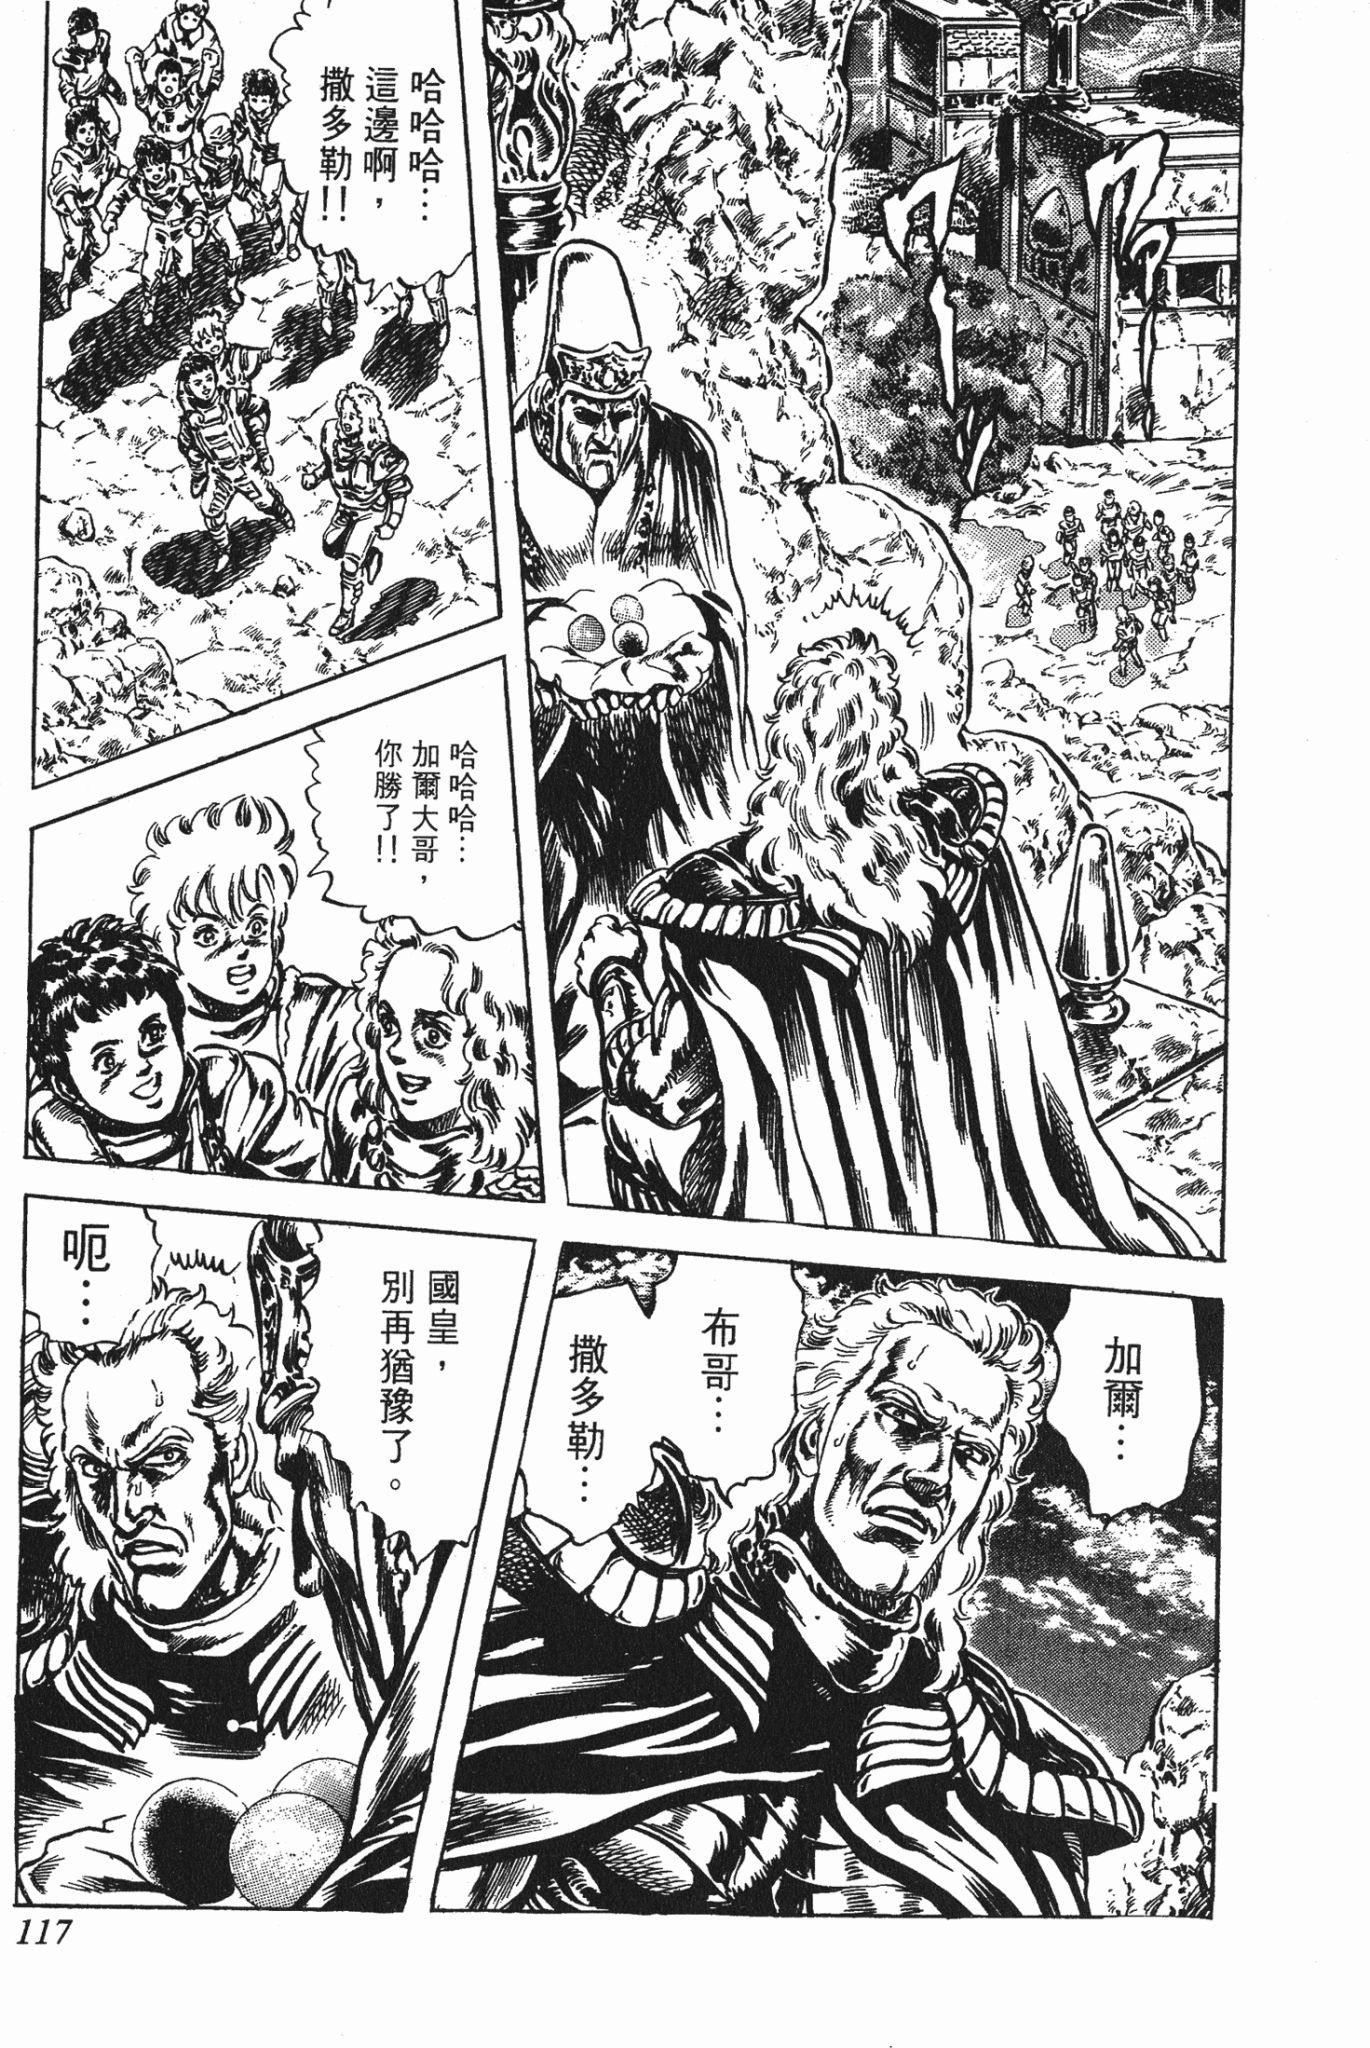 哈哈哈…
這邊啊，
撒多勒!!
哈哈哈…
加爾大哥，
你勝了!!
加爾…
布哥…
撒多勒…
國皇，
別再猶豫了。
呃…
117